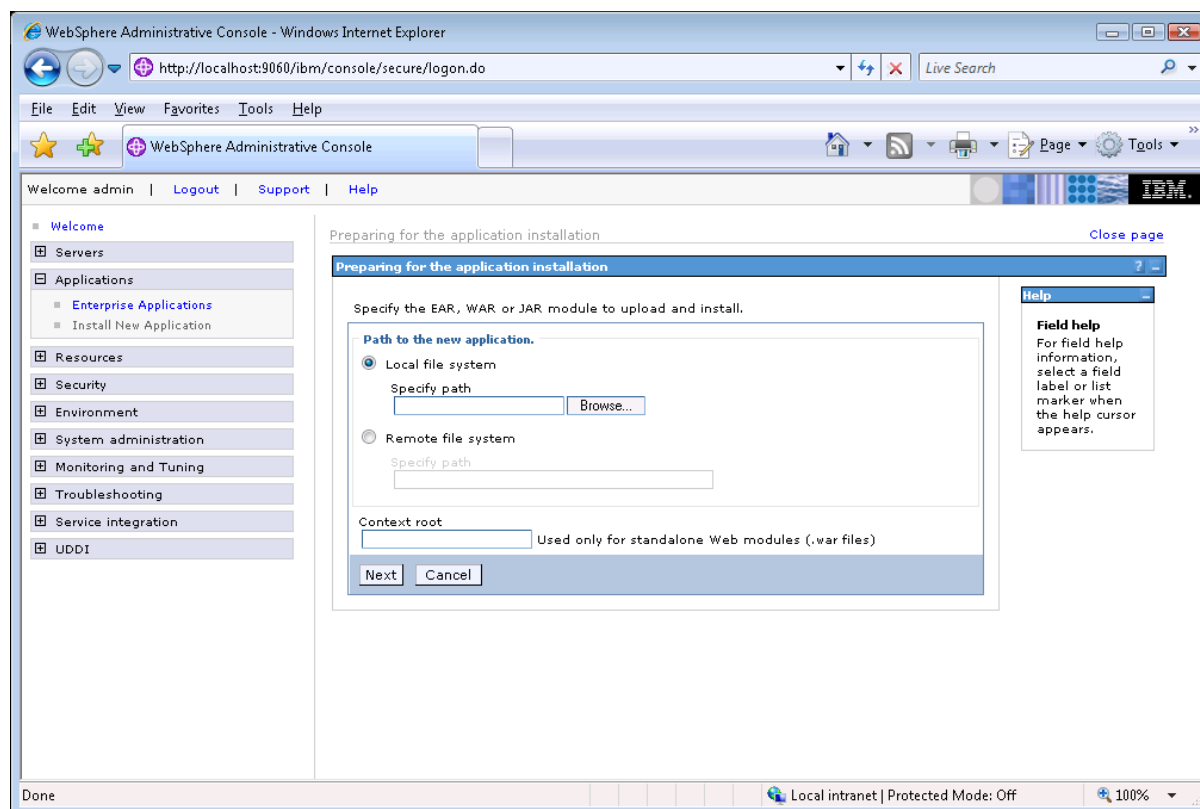 WebSphere Administrative Console - Windows Internet Explorer
http://localhost:9060/ibm/console/secure/logon.do
Live Search
File Edit View Favorites Tools Help
WebSphere Administrative Console
Page Tools
Welcome admin | Logout | Support | Help
IBM.
Welcome
Servers
Applications
Enterprise Applications
Install New Application
Resources
Security
Environment
System administration
Monitoring and Tuning
Troubleshooting
Service integration
UDDI
Preparing for the application installation
Close page
Preparing for the application installation
? –
Specify the EAR, WAR or JAR module to upload and install.
Path to the new application.
Local file system
Specify path
Browse...
Remote file system
Specify path
Context root
Used only for standalone Web modules (.war files)
Next Cancel
Help –
Field help
For field help
information,
select a field
label or list
marker when
the help cursor
appears.
Done
Local intranet | Protected Mode: Off
100%